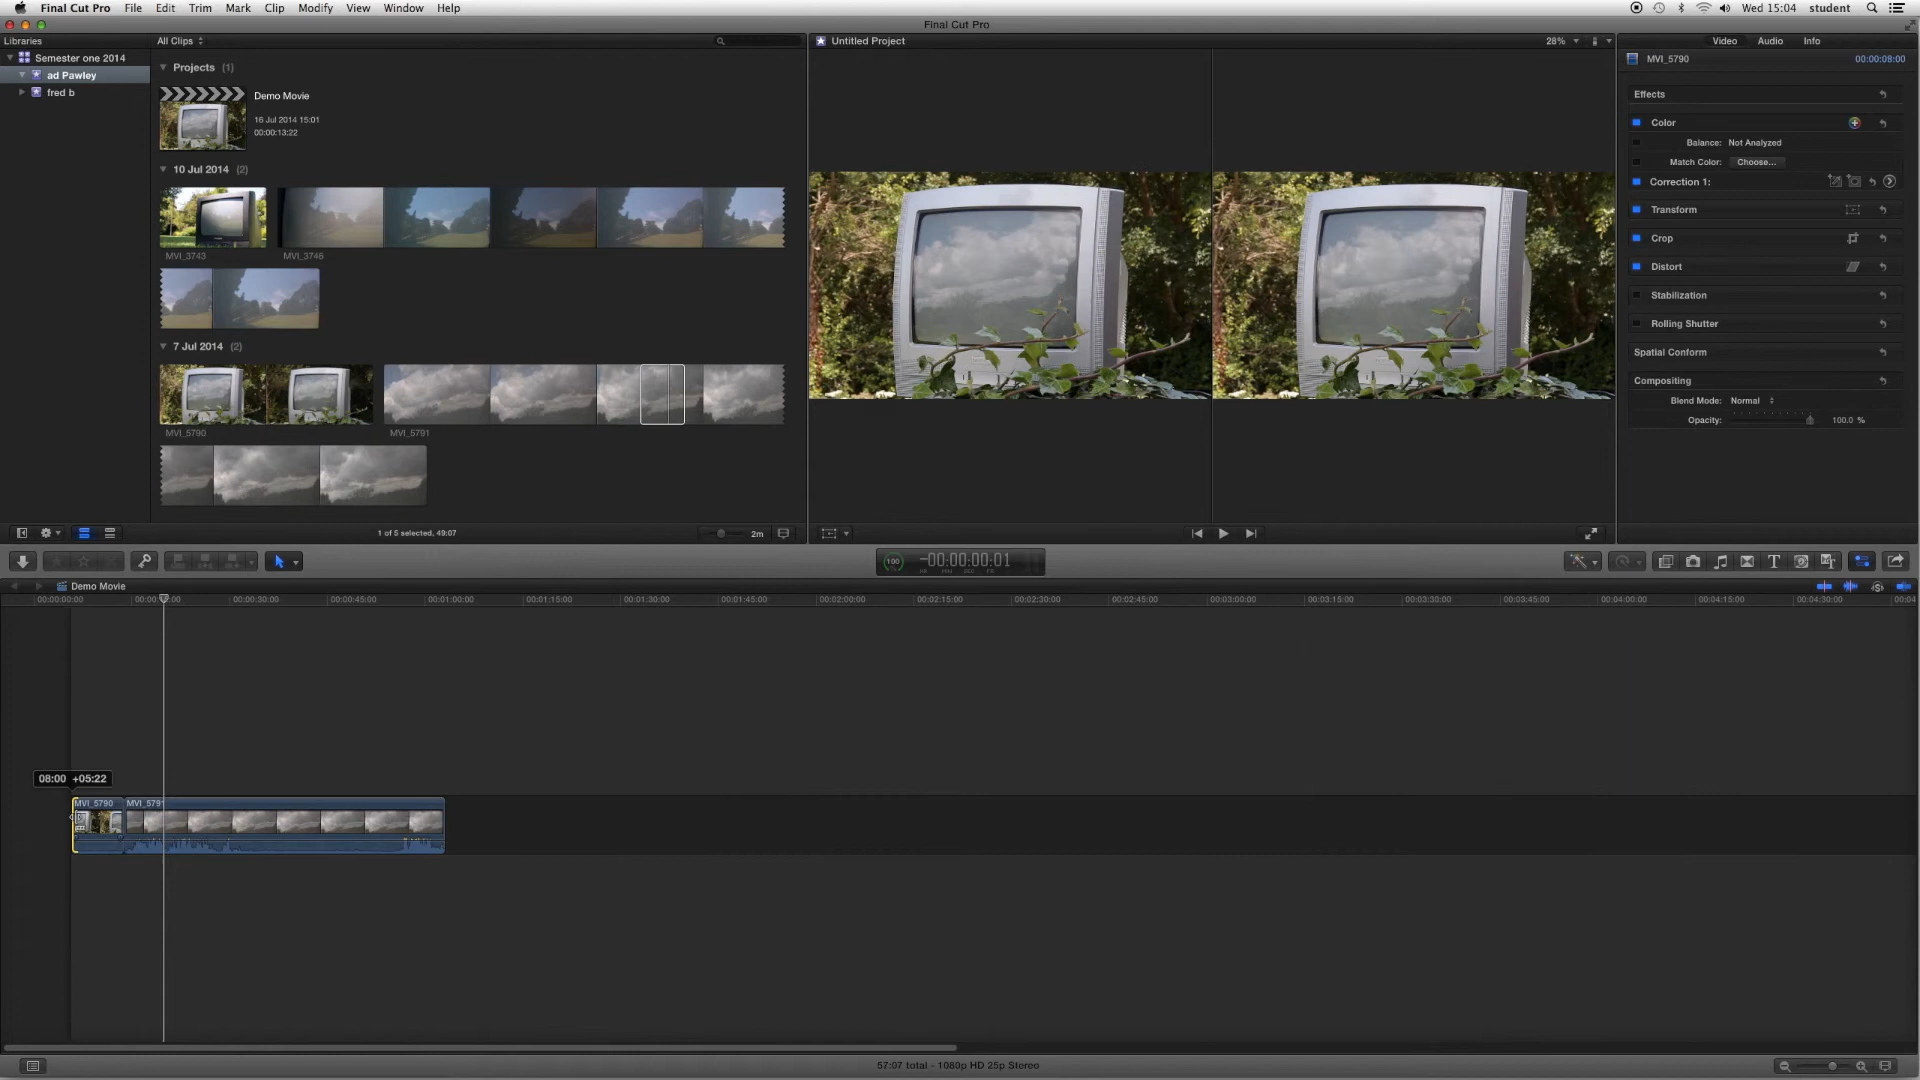 Final Cut Pro File Edit Trim Mark Clip Modify View Window Help
Wed 15:04 student
Final Cut Pro
Libraries
All Clips
Untitled Project
28%
Video Audio Info
Semester one 2014
ad Pawley
fred b
Projects (1)
Demo Movie
16 Jul 2014 15:01
00:00:13:22
10 Jul 2014 (2)
MVI_3743
MVI_3746
7 Jul 2014 (2)
MVI_5790
MVI_5791
MVI_5790
00:00:08:00
Effects
Color
Balance: Not Analyzed
Match Color: Choose...
Correction 1:
Transform
Crop
Distort
Stabilization
Rolling Shutter
Spatial Conform
Compositing
Blend Mode: Normal
Opacity: 100.0 %
1 of 5 selected, 49:07
2m
100
-00:00:00:01
HR MIN SEC FR
Demo Movie
00:00:00:00
00:00:30:00 00:00:45:00 00:01:00:00 00:01:15:00 00:01:30:00 00:01:45:00 00:02:00:00 00:02:15:00 00:02:30:00 00:02:45:00 00:03:00:00 00:03:15:00 00:03:30:00 00:03:45:00 00:04:00:00 00:04:15:00 00:04:30:00 00:04
08:00 +05:22
MVI_5790
MVI_5791
57:07 total - 1080p HD 25p Stereo